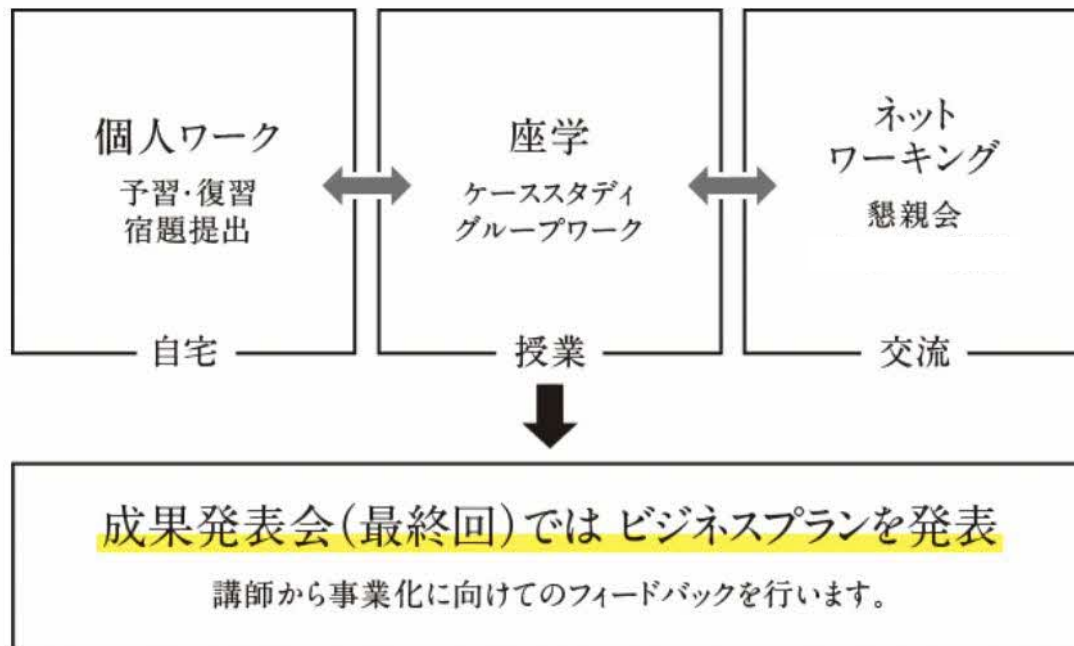 個人ワーク
予習・復習
宿題提出
自宅
座学
ケーススタディ
グループワーク
授業
ネット
ワーキング
懇親会
交流
成果発表会(最終回)では ビジネスプランを発表
講師から事業化に向けてのフィードバックを行います。